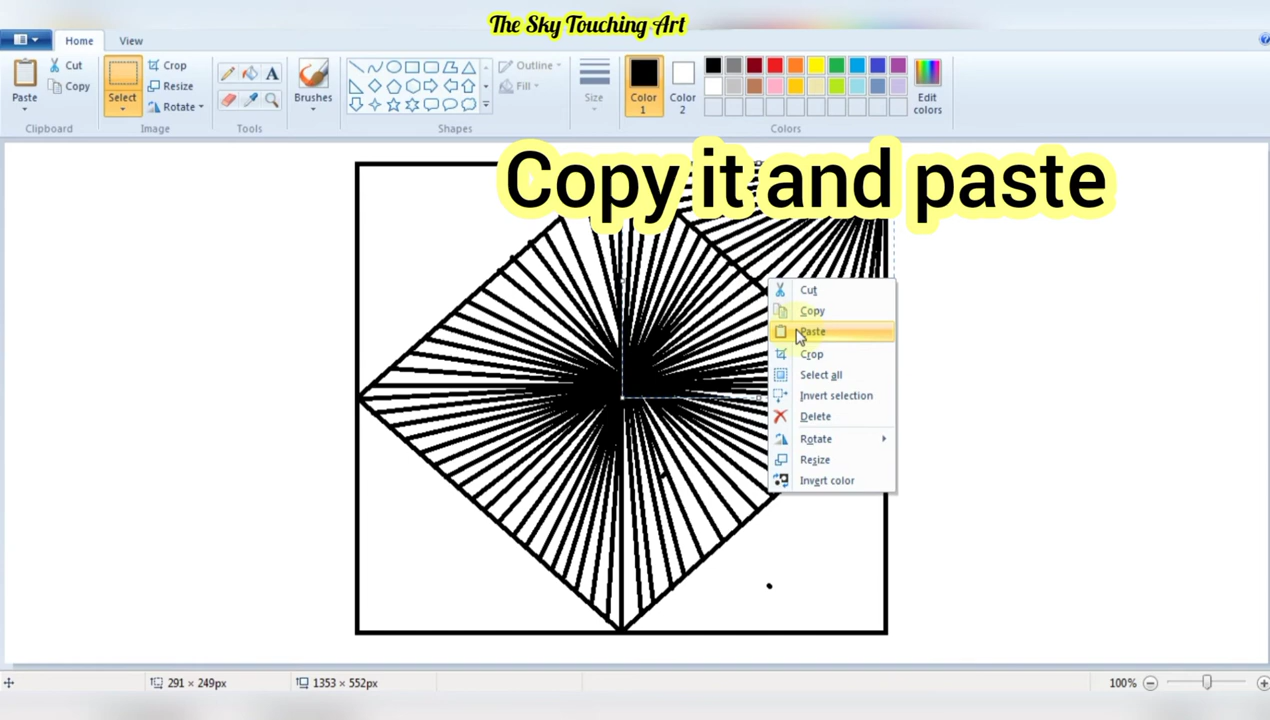 The Sky Touching Art
Home View
Paste
Cut
Copy
Select
Crop
Resize
Rotate
A
Brushes
Outline
Fill
Size
Color 1
Color 2
Edit colors
Clipboard Image Tools Shapes Colors
Copy it and paste
Cut
Copy
Paste
Crop
Select all
Invert selection
Delete
Rotate
Resize
Invert color
291 × 249px 1353 × 552px 100%